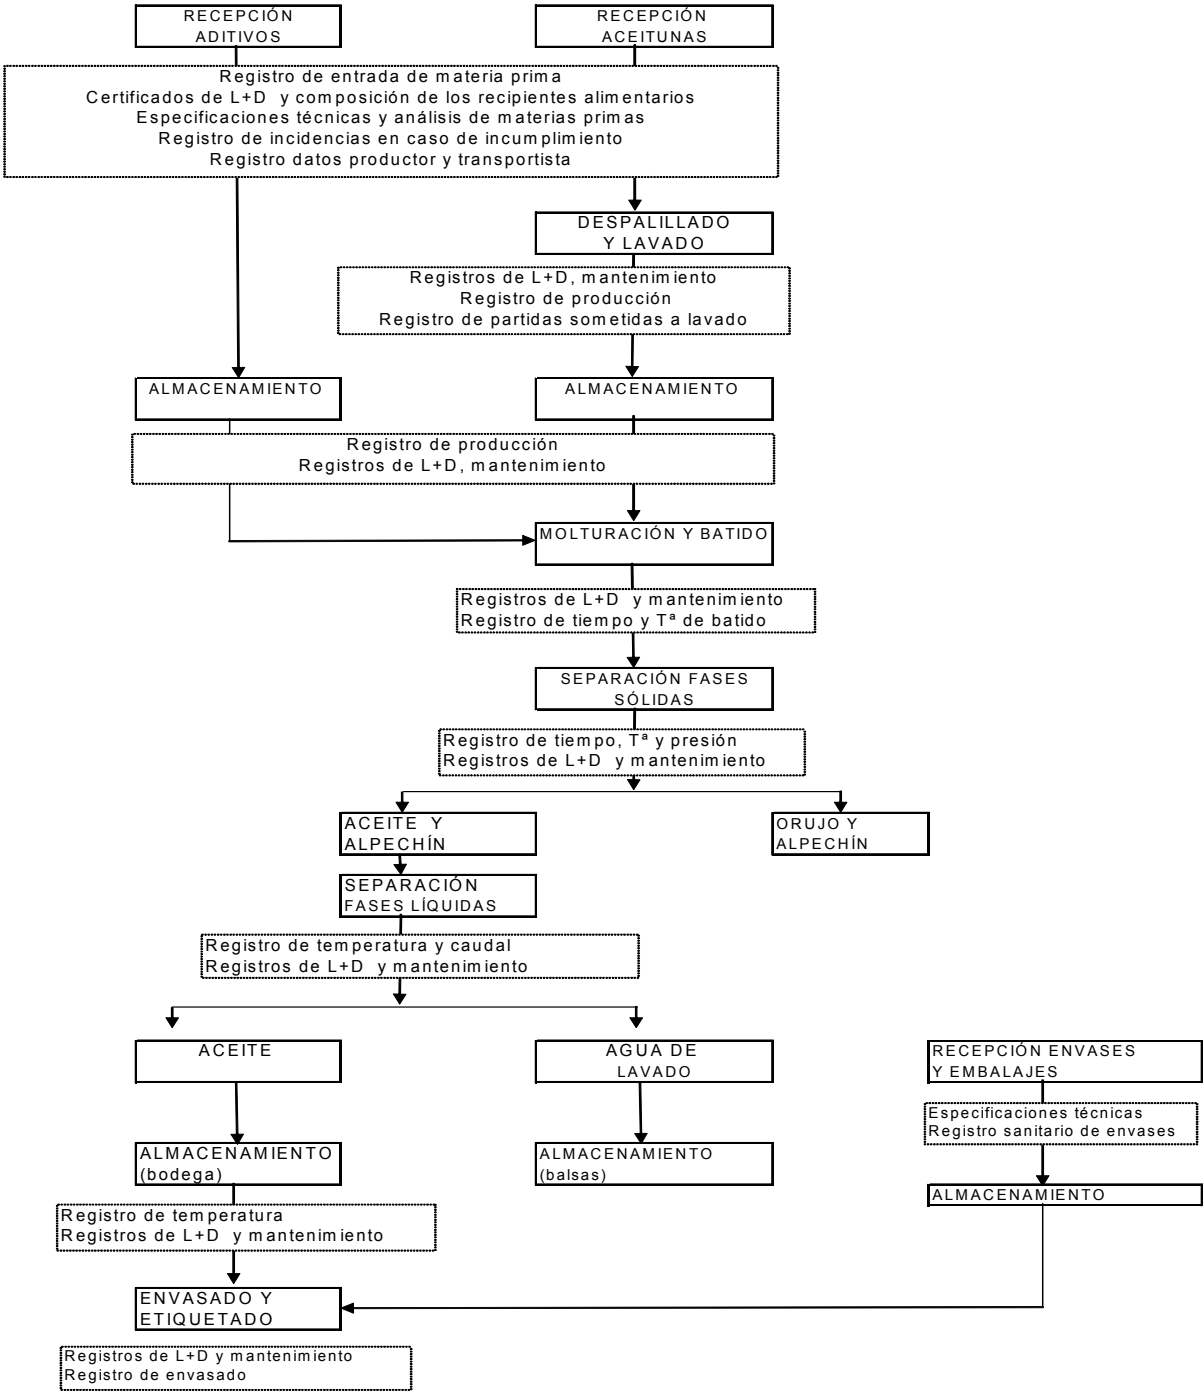 RECEPCIÓN
ADITIVOS
RECEPCIÓN
ACEITUNAS
Registro de entrada de materia prima
Certificados de L+D y composición de los recipientes alimentarios
Especificaciones técnicas y análisis de materias primas
Registro de incidencias en caso de incumplimiento
Registro datos productor y transportista
DESPALILLADO
Y LAVADO
Registros de L+D, mantenimiento
Registro de producción
Registro de partidas sometidas a lavado
ALMACENAMIENTO
ALMACENAMIENTO
Registro de producción
Registros de L+D, mantenimiento
MOLTURACIÓN Y BATIDO
Registros de L+D y mantenimiento
Registro de tiempo y Tª de batido
SEPARACIÓN FASES
SÓLIDAS
Registro de tiempo, Tª y presión
Registros de L+D y mantenimiento
ACEITE Y
ALPECHÍN
ORUJO Y
ALPECHÍN
SEPARACIÓN
FASES LÍQUIDAS
Registro de temperatura y caudal
Registros de L+D y mantenimiento
ACEITE
AGUA DE
LAVADO
RECEPCIÓN ENVASES
Y EMBALAJES
Especificaciones técnicas
Registro sanitario de envases
ALMACENAMIENTO
(bodega)
ALMACENAMIENTO
(balsas)
ALMACENAMIENTO
Registro de temperatura
Registros de L+D y mantenimiento
ENVASADO Y
ETIQUETADO
Registros de L+D y mantenimiento
Registro de envasado